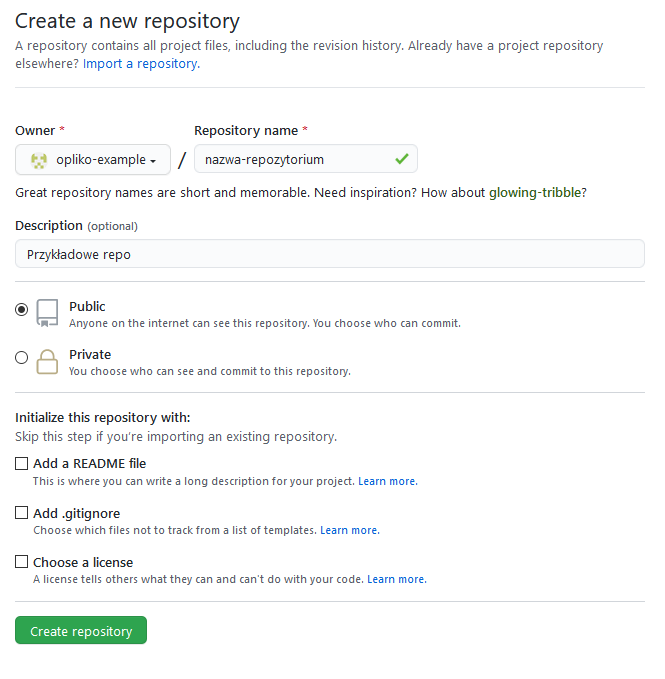 Create a new repository
A repository contains all project files, including the revision history. Already have a project repository
elsewhere? Import a repository.
Owner * Repository name *
opliko-example / nazwa-repozytorium
Great repository names are short and memorable. Need inspiration? How about glowing-tribble?
Description (optional)
Przykładowe repo
Public
Anyone on the internet can see this repository. You choose who can commit.
Private
You choose who can see and commit to this repository.
Initialize this repository with:
Skip this step if you're importing an existing repository.
Add a README file
This is where you can write a long description for your project. Learn more.
Add .gitignore
Choose which files not to track from a list of templates. Learn more.
Choose a license
A license tells others what they can and can't do with your code. Learn more.
Create repository